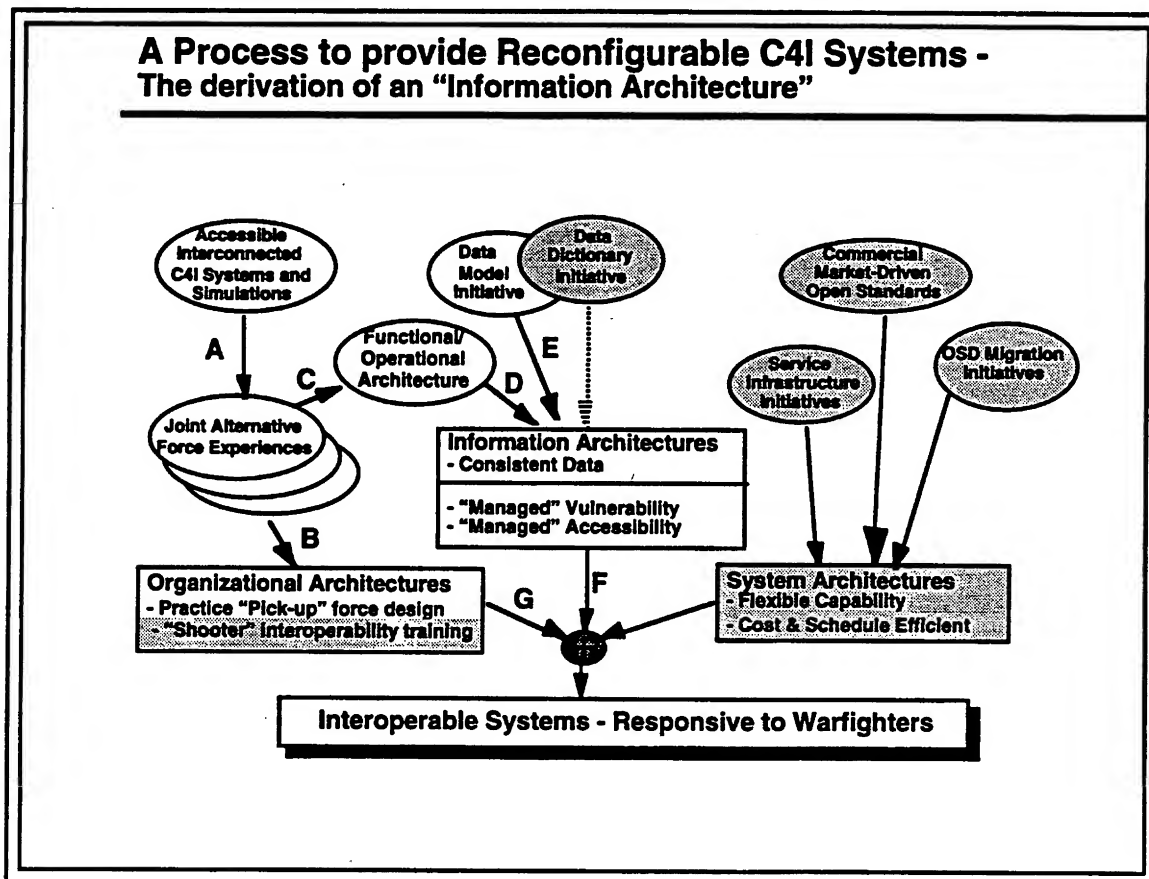 A Process to provide Reconfigurable C4I Systems -
The derivation of an “Information Architecture”
Accessible
Interconnected
C4I Systems and
Simulations
Data
Model
Initiative
Data
Dictionary
Initiative
Commercial
Market-Driven
Open Standards
A
Functional/
Operational
Architecture
E
C
D
Service
Infrastructure
Initiatives
OSD Migration
Initiatives
Joint Alternative
Force Experiences
Information Architectures
- Consistent Data
- “Managed” Vulnerability
- “Managed” Accessibility
B
F
Organizational Architectures
- Practice “Pick-up” force design
- “Shooter” interoperability training
G
System Architectures
- Flexible Capability
- Cost & Schedule Efficient
Interoperable Systems - Responsive to Warfighters